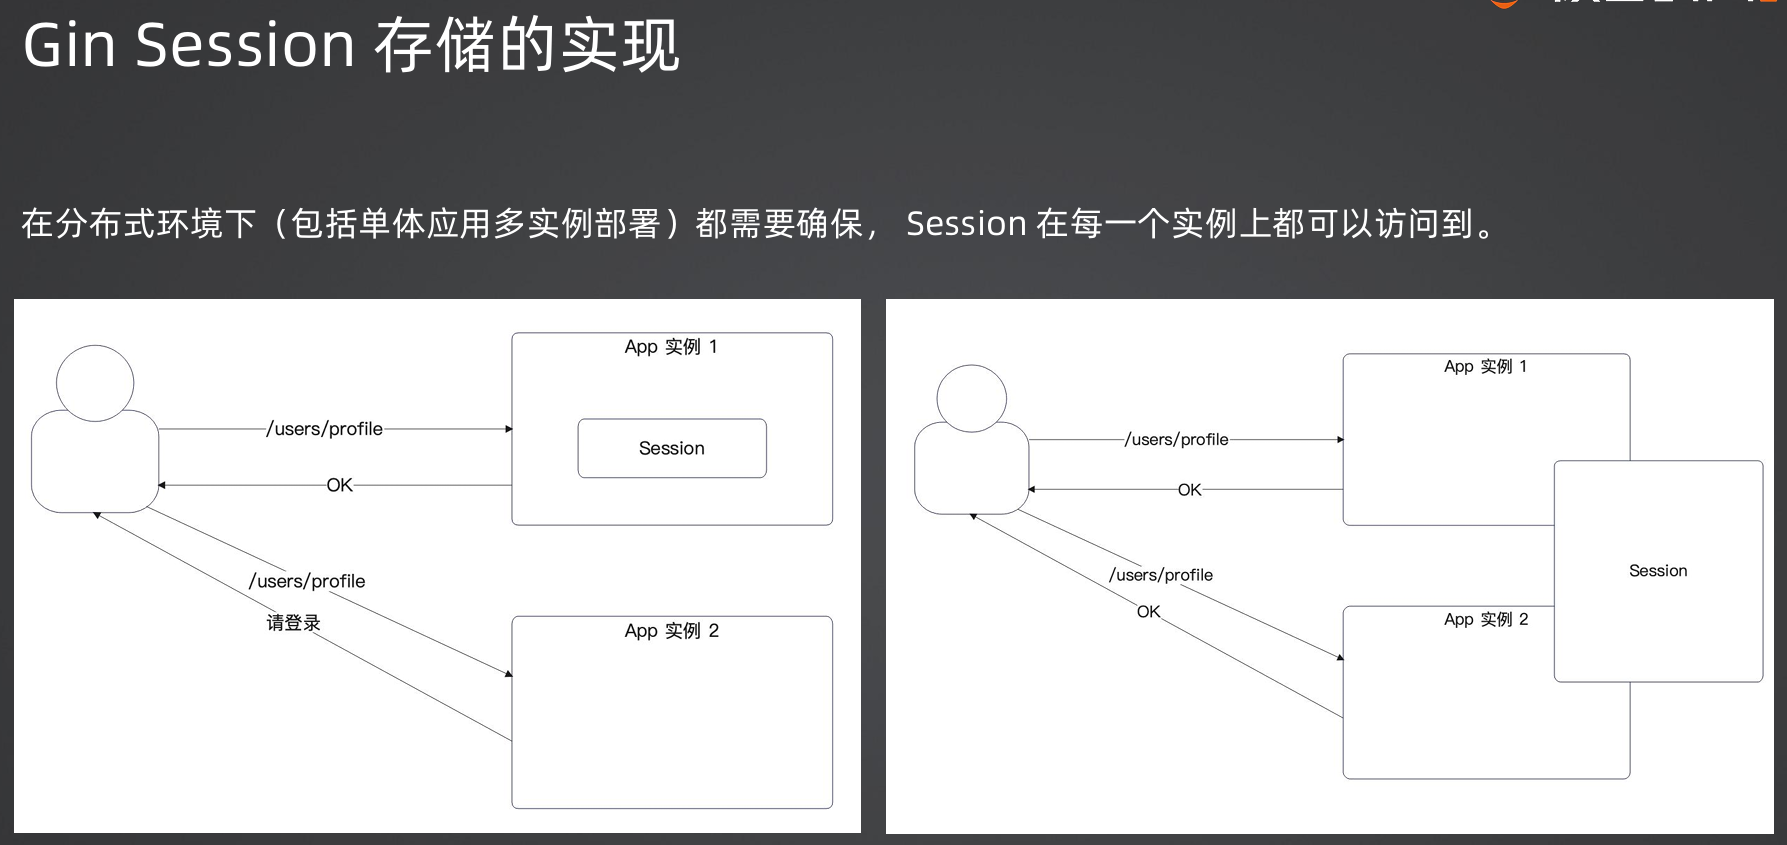 Gin Session 存储的实现
在分布式环境下（包括单体应用多实例部署）都需要确保， Session 在每一个实例上都可以访问到。
App 实例 1
/users/profile
Session
OK
/users/profile
请登录
App 实例 2
App 实例 1
/users/profile
OK
Session
/users/profile
OK
App 实例 2